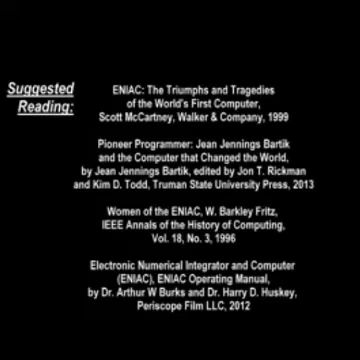 Suggested
Reading:
ENIAC: The Triumphs and Tragedies
of the World's First Computer,
Scott McCartney, Walker & Company, 1999
Pioneer Programmer: Jean Jennings Bartik
and the Computer that Changed the World,
by Jean Jennings Bartik, edited by Jon T. Rickman
and Kim D. Todd, Truman State University Press, 2013
Women of the ENIAC, W. Barkley Fritz,
IEEE Annals of the History of Computing,
Vol. 18, No. 3, 1996
Electronic Numerical Integrator and Computer
(ENIAC), ENIAC Operating Manual,
by Dr. Arthur W Burks and Dr. Harry D. Huskey,
Periscope Film LLC, 2012